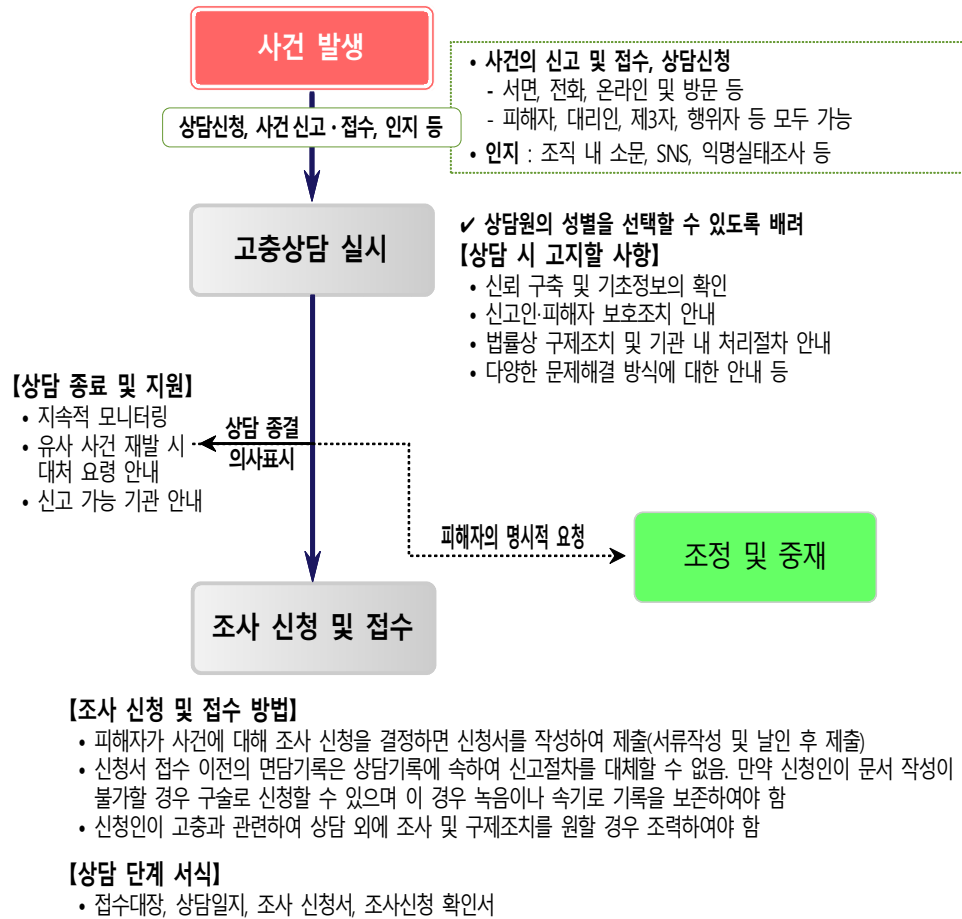 사건 발생
• 사건의 신고 및 접수, 상담신청
- 서면, 전화, 온라인 및 방문 등
- 피해자, 대리인, 제3자, 행위자 등 모두 가능
• 인지 : 조직 내 소문, SNS, 익명실태조사 등
상담신청, 사건 신고·접수, 인지 등
고충상담 실시
✔ 상담원의 성별을 선택할 수 있도록 배려
【상담 시 고지할 사항】
• 신뢰 구축 및 기초정보의 확인
• 신고인·피해자 보호조치 안내
• 법률상 구제조치 및 기관 내 처리절차 안내
• 다양한 문제해결 방식에 대한 안내 등
【상담 종료 및 지원】
• 지속적 모니터링
• 유사 사건 재발 시
대처 요령 안내
• 신고 가능 기관 안내
상담 종결
의사표시
피해자의 명시적 요청
조정 및 중재
조사 신청 및 접수
【조사 신청 및 접수 방법】
• 피해자가 사건에 대해 조사 신청을 결정하면 신청서를 작성하여 제출(서류작성 및 날인 후 제출)
• 신청서 접수 이전의 면담기록은 상담기록에 속하여 신고절차를 대체할 수 없음. 만약 신청인이 문서 작성이
불가할 경우 구술로 신청할 수 있으며 이 경우 녹음이나 속기로 기록을 보존하여야 함
• 신청인이 고충과 관련하여 상담 외에 조사 및 구제조치를 원할 경우 조력하여야 함
【상담 단계 서식】
• 접수대장, 상담일지, 조사 신청서, 조사신청 확인서